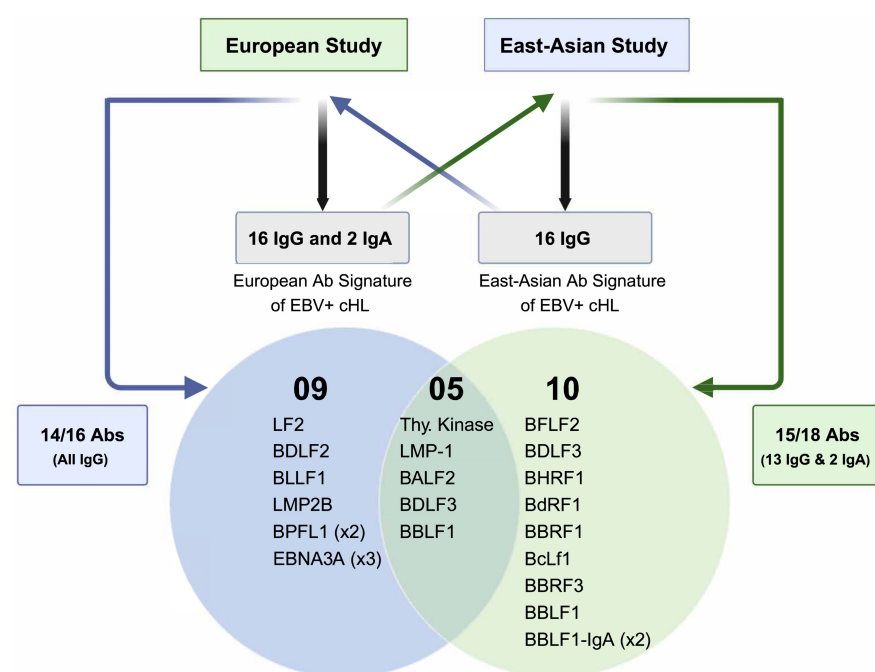 European Study
East-Asian Study
16 IgG and 2 IgA
16 IgG
European Ab Signature
of EBV+ cHL
East-Asian Ab Signature
of EBV+ cHL
14/16 Abs
(All IgG)
09
LF2
BDLF2
BLLF1
LMP2B
BPFL1 (x2)
EBNA3A (x3)
05
Thy. Kinase
LMP-1
BALF2
BDLF3
BBLF1
10
BFLF2
BDLF3
BHRF1
BdRF1
BBRF1
BcLf1
BBRF3
BBLF1
BBLF1-IgA (x2)
15/18 Abs
(13 IgG & 2 IgA)